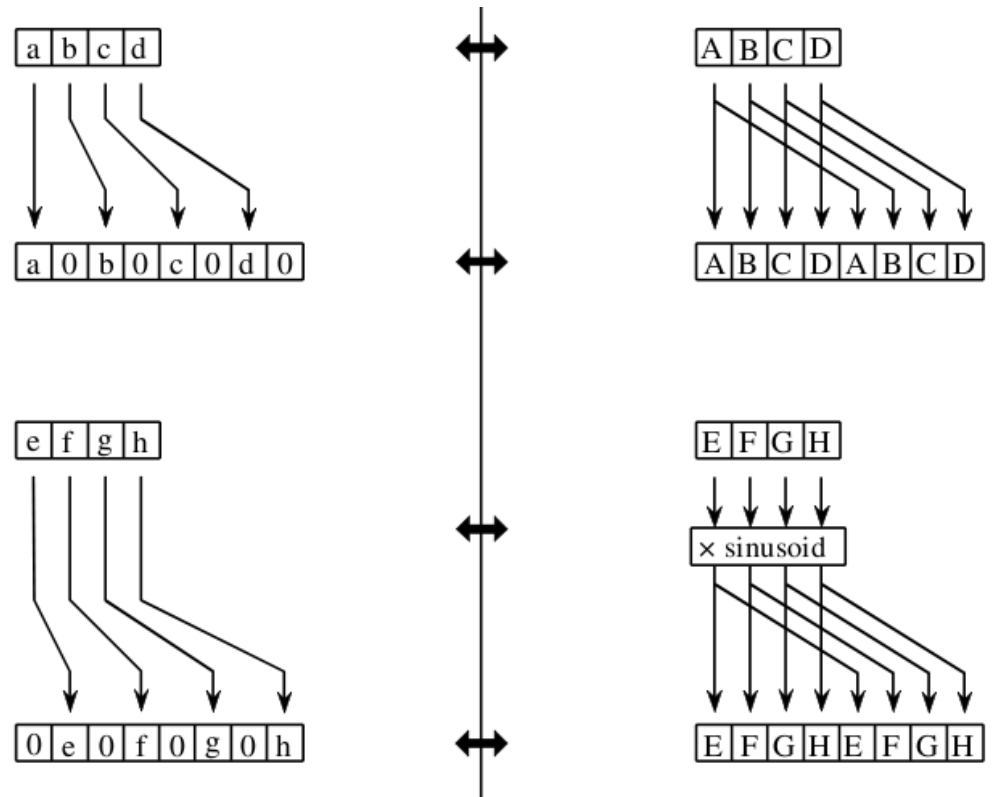 a b c d
A B C D
a 0 b 0 c 0 d 0
A B C D A B C D
e f g h
E F G H
× sinusoid
0 e 0 f 0 g 0 h
E F G H E F G H